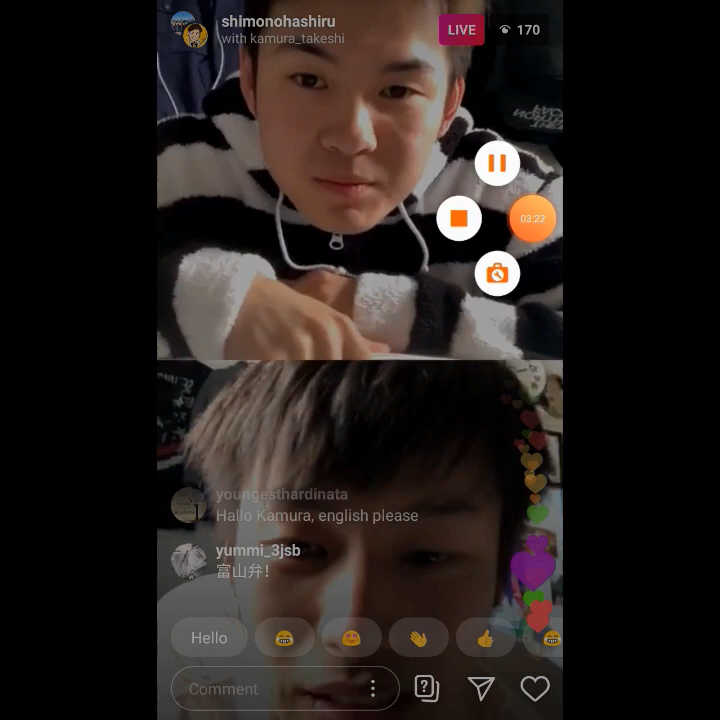 shimonohashiru
with kamura_takeshi
LIVE
170
03:22
youngesthardinata
Hallo Kamura, english please
yummi_3jsb
富山弁!
Hello
Comment